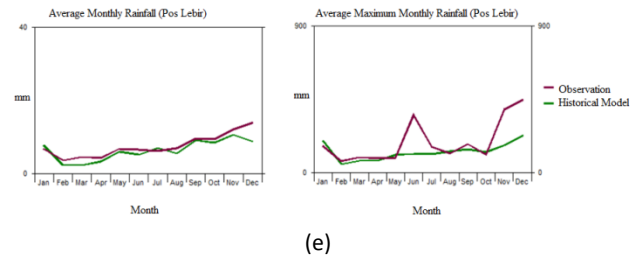 Average Monthly Rainfall (Pos Lebir)
40
mm
0
Jan Feb Mar Apr May Jun Jul Aug Sep Oct Nov Dec
Month
Average Maximum Monthly Rainfall (Pos Lebir)
900
900
mm
0
0
Jan Feb Mar Apr May Jun Jul Aug Sep Oct Nov Dec
Month
Observation
Historical Model
(e)